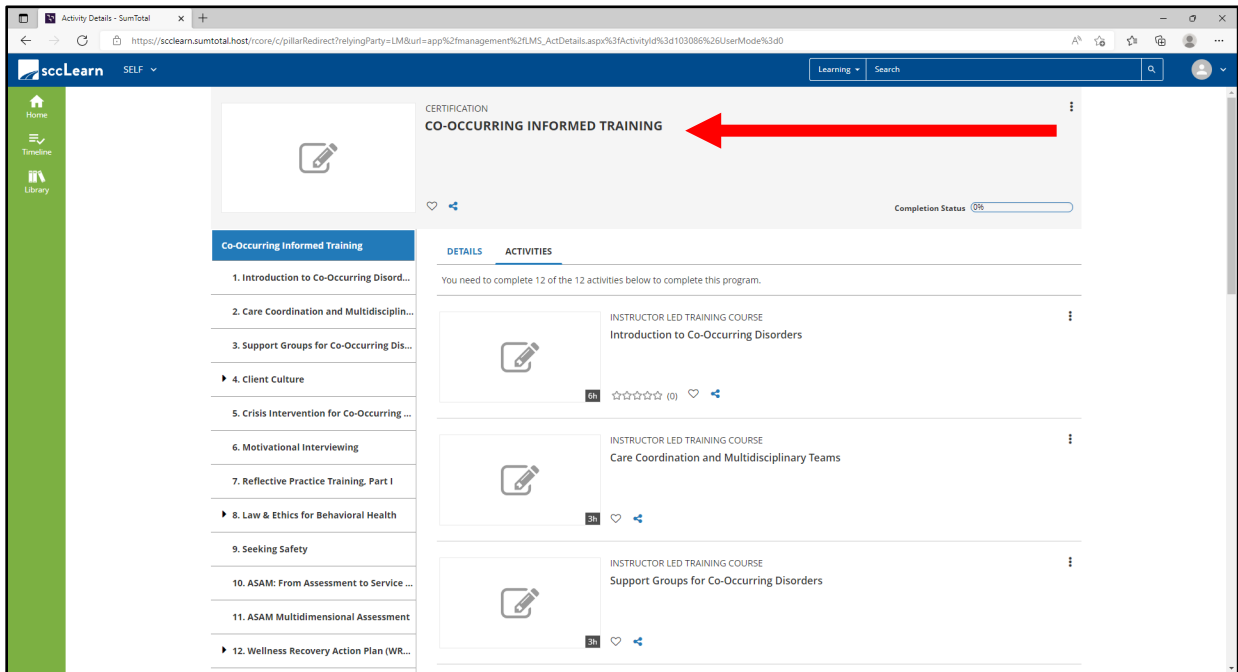 Activity Details - SumTotal
https://scclearn.sumtotal.host/rcore/c/pillarRedirect?relyingParty=LM&url=app%2fmanagement%2fLMS_ActDetails.aspx%3fActivityId%3d103086%26UserMode%3d0
sccLearn SELF Learning Search
Home
Timeline
Library
CERTIFICATION
CO-OCCURRING INFORMED TRAINING
Completion Status 0%
Co-Occurring Informed Training
1. Introduction to Co-Occurring Disord...
2. Care Coordination and Multidisciplin...
3. Support Groups for Co-Occurring Dis...
4. Client Culture
5. Crisis Intervention for Co-Occurring ...
6. Motivational Interviewing
7. Reflective Practice Training, Part I
8. Law & Ethics for Behavioral Health
9. Seeking Safety
10. ASAM: From Assessment to Service ...
11. ASAM Multidimensional Assessment
12. Wellness Recovery Action Plan (WR...
DETAILS ACTIVITIES
You need to complete 12 of the 12 activities below to complete this program.
INSTRUCTOR LED TRAINING COURSE
Introduction to Co-Occurring Disorders
6h (0)
INSTRUCTOR LED TRAINING COURSE
Care Coordination and Multidisciplinary Teams
3h
INSTRUCTOR LED TRAINING COURSE
Support Groups for Co-Occurring Disorders
3h